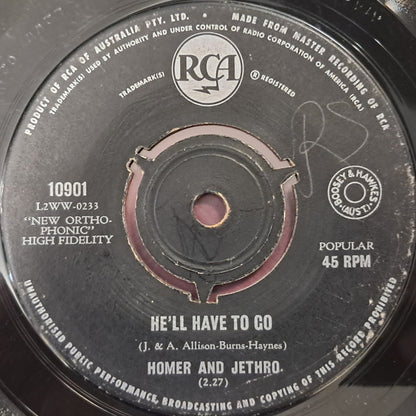 PRODUCT OF RCA OF AUSTRALIA PTY. LTD. • MADE FROM MASTER RECORDING OF RCA
TRADEMARK(S) USED BY AUTHORITY AND UNDER CONTROL OF RADIO CORPORATION OF AMERICA (RCA)
RCA
TRADEMARK(S) ® REGISTERED
RS
10901
L2WW-0233
"NEW ORTHO-
PHONIC"
HIGH FIDELITY
BOOSEY & HAWKES
(AUST.)
POPULAR
45 RPM
HE'LL HAVE TO GO
(J. & A. Allison-Burns-Haynes)
HOMER AND JETHRO.
(2.27)
UNAUTHORISED PUBLIC PERFORMANCE, BROADCASTING AND COPYING OF THIS RECORD PROHIBITED